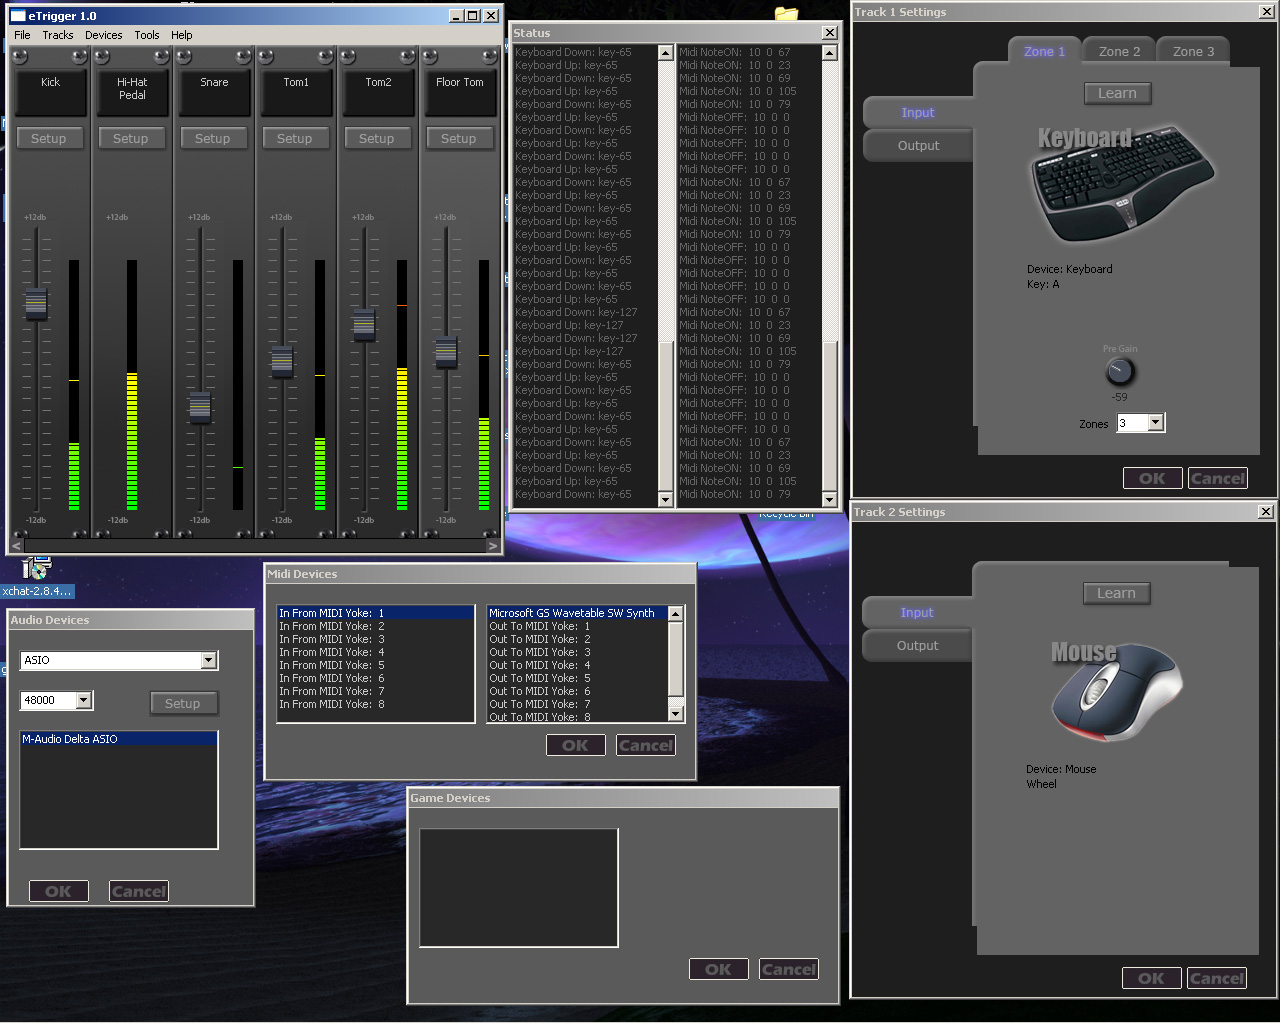 eTrigger 1.0
File Tracks Devices Tools Help
Kick
Hi-Hat
Pedal
Snare
Tom1
Tom2
Floor Tom
Setup Setup Setup Setup Setup Setup
+12db +12db +12db +12db +12db +12db
-12db -12db -12db -12db -12db -12db
Status
Keyboard Down: key-65
Keyboard Up: key-65
Keyboard Down: key-65
Keyboard Up: key-65
Keyboard Down: key-65
Keyboard Up: key-65
Keyboard Down: key-65
Keyboard Up: key-65
Keyboard Down: key-65
Keyboard Up: key-65
Keyboard Down: key-65
Keyboard Up: key-65
Keyboard Down: key-65
Keyboard Up: key-65
Keyboard Down: key-65
Keyboard Up: key-65
Keyboard Down: key-65
Keyboard Up: key-65
Keyboard Down: key-65
Keyboard Up: key-65
Keyboard Down: key-127
Keyboard Up: key-127
Keyboard Down: key-127
Keyboard Up: key-127
Keyboard Down: key-65
Keyboard Up: key-65
Keyboard Down: key-65
Keyboard Up: key-65
Keyboard Down: key-65
Keyboard Up: key-65
Keyboard Down: key-65
Keyboard Up: key-65
Keyboard Down: key-65
Keyboard Up: key-65
Keyboard Down: key-65
Midi NoteON: 10 0 67
Midi NoteON: 10 0 23
Midi NoteON: 10 0 69
Midi NoteON: 10 0 105
Midi NoteON: 10 0 79
Midi NoteOFF: 10 0 0
Midi NoteOFF: 10 0 0
Midi NoteOFF: 10 0 0
Midi NoteOFF: 10 0 0
Midi NoteOFF: 10 0 0
Midi NoteON: 10 0 67
Midi NoteON: 10 0 23
Midi NoteON: 10 0 69
Midi NoteON: 10 0 105
Midi NoteON: 10 0 79
Midi NoteOFF: 10 0 0
Midi NoteOFF: 10 0 0
Midi NoteOFF: 10 0 0
Midi NoteOFF: 10 0 0
Midi NoteOFF: 10 0 0
Midi NoteON: 10 0 67
Midi NoteON: 10 0 23
Midi NoteON: 10 0 69
Midi NoteON: 10 0 105
Midi NoteON: 10 0 79
Midi NoteOFF: 10 0 0
Midi NoteOFF: 10 0 0
Midi NoteOFF: 10 0 0
Midi NoteOFF: 10 0 0
Midi NoteOFF: 10 0 0
Midi NoteON: 10 0 67
Midi NoteON: 10 0 23
Midi NoteON: 10 0 69
Midi NoteON: 10 0 105
Midi NoteON: 10 0 79
Recycle Bin
Track 1 Settings
Zone 1 Zone 2 Zone 3
Input
Output
Learn
Keyboard
Device: Keyboard
Key: A
Pre Gain
-59
Zones 3
OK Cancel
Track 2 Settings
Input
Output
Learn
Mouse
Device: Mouse
Wheel
OK Cancel
xchat-2.8.4...
Audio Devices
ASIO
48000 Setup
M-Audio Delta ASIO
OK Cancel
Midi Devices
In From MIDI Yoke: 1
In From MIDI Yoke: 2
In From MIDI Yoke: 3
In From MIDI Yoke: 4
In From MIDI Yoke: 5
In From MIDI Yoke: 6
In From MIDI Yoke: 7
In From MIDI Yoke: 8
Microsoft GS Wavetable SW Synth
Out To MIDI Yoke: 1
Out To MIDI Yoke: 2
Out To MIDI Yoke: 3
Out To MIDI Yoke: 4
Out To MIDI Yoke: 5
Out To MIDI Yoke: 6
Out To MIDI Yoke: 7
Out To MIDI Yoke: 8
OK Cancel
Game Devices
OK Cancel